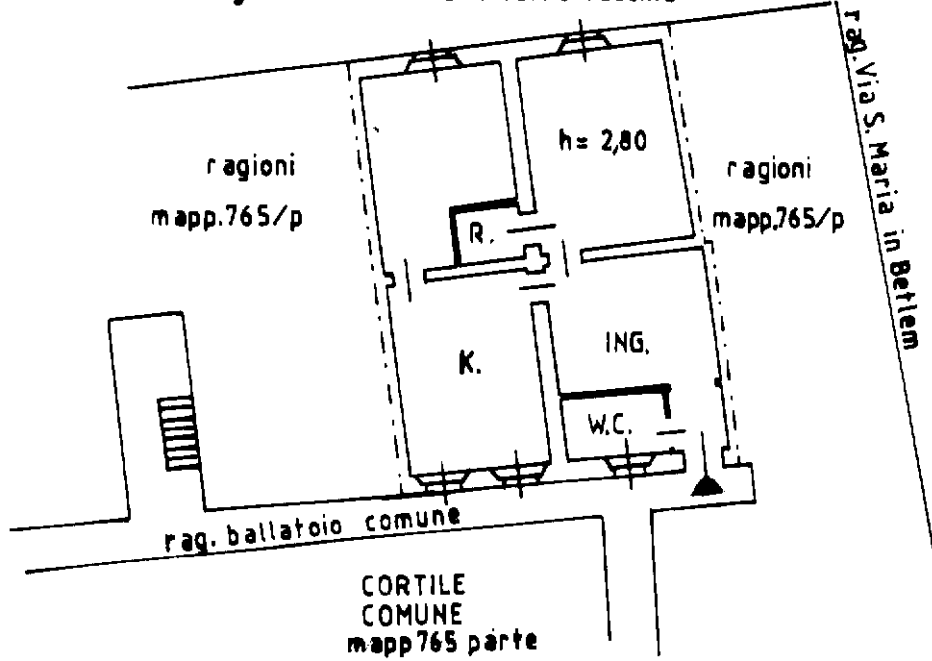 h= 2,80
ragioni
mapp.765/p
ragioni
mapp.765/p
rag. Via S. Maria in Betlem
R.
K.
ING.
W.C.
rag. ballatoio comune
CORTILE
COMUNE
mapp 765 parte